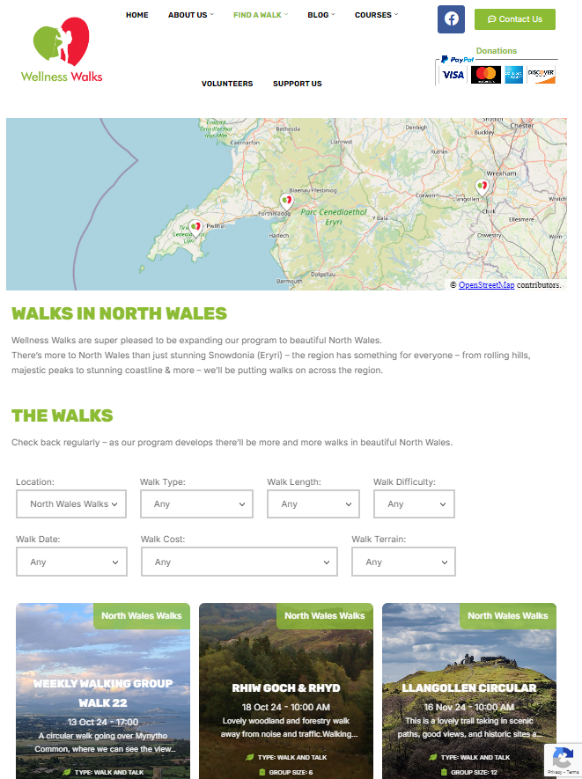 HOME ABOUT US FIND A WALK BLOG COURSES
Contact Us
Wellness Walks
Donations
PayPal
VISA MasterCard DISCOVER
VOLUNTEERS SUPPORT US
Chester
Caernarfon
Bethesda
Llanrwst
Denbigh
Ruthin
Buckley
Wrexham
Blaenau Ffestiniog
Corwen
Llangollen
Porthmadog
Parc Cenedlaethol
Eryri
Y Bala
Chirk
Ellesmere
Pwllheli
Harlech
Oswestry
Dolgellau
Bermouth
© OpenStreetMap contributors.
WALKS IN NORTH WALES
Wellness Walks are super pleased to be expanding our program to beautiful North Wales.
There's more to North Wales than just stunning Snowdonia (Eryri) – the region has something for everyone – from rolling hills,
majestic peaks to stunning coastline & more – we'll be putting walks on across the region.
THE WALKS
Check back regularly – as our program develops there'll be more and more walks in beautiful North Wales.
Location: Walk Type: Walk Length: Walk Difficulty:
North Wales Walks Any Any Any
Walk Date: Walk Cost: Walk Terrain:
Any Any Any
North Wales Walks
WEEKLY WALKING GROUP
WALK 22
13 Oct 24 - 17:00
A circular walk going over Mynytho
Common, where we can see the view...
TYPE: WALK AND TALK
North Wales Walks
RHIW GOCH & RHYD
18 Oct 24 - 10:00 AM
Lovely woodland and forestry walk
away from noise and traffic.Walking...
TYPE: WALK AND TALK
GROUP SIZE: 6
North Wales Walks
LLANGOLLEN CIRCULAR
16 Nov 24 - 10:00 AM
This is a lovely trail taking in scenic
paths, good views, and historic sites a...
TYPE: WALK AND TALK
GROUP SIZE: 12
Privacy - Terms